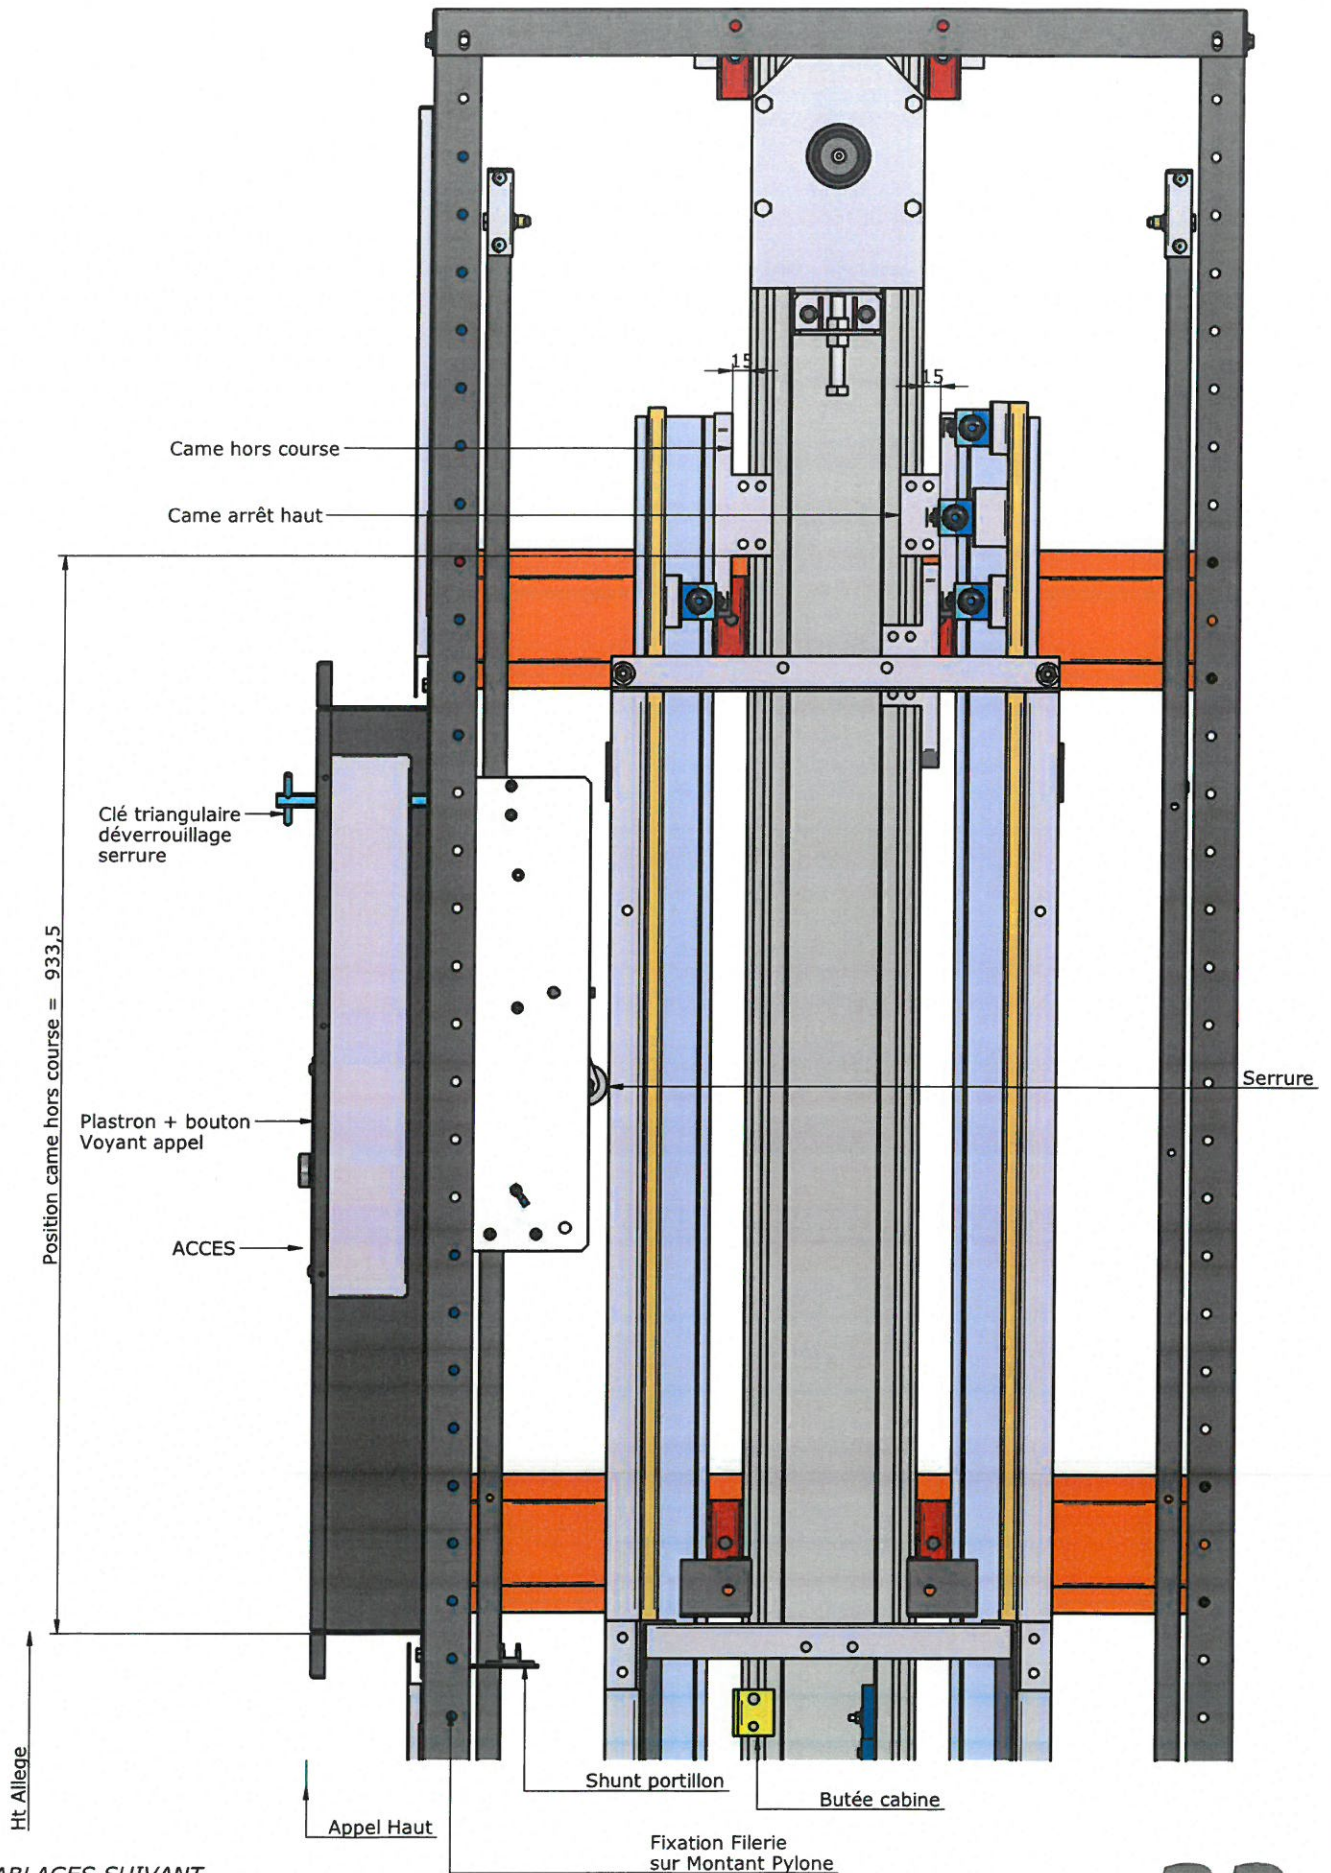 15
15
Came hors course
Came arrêt haut
Clé triangulaire
déverrouillage
serrure
Position came hors course = 933,5
Serrure
Plastron + bouton
Voyant appel
ACCES
Ht Allege
Shunt portillon
Butée cabine
Appel Haut
Fixation Filerie
sur Montant Pylone
SUIVANT